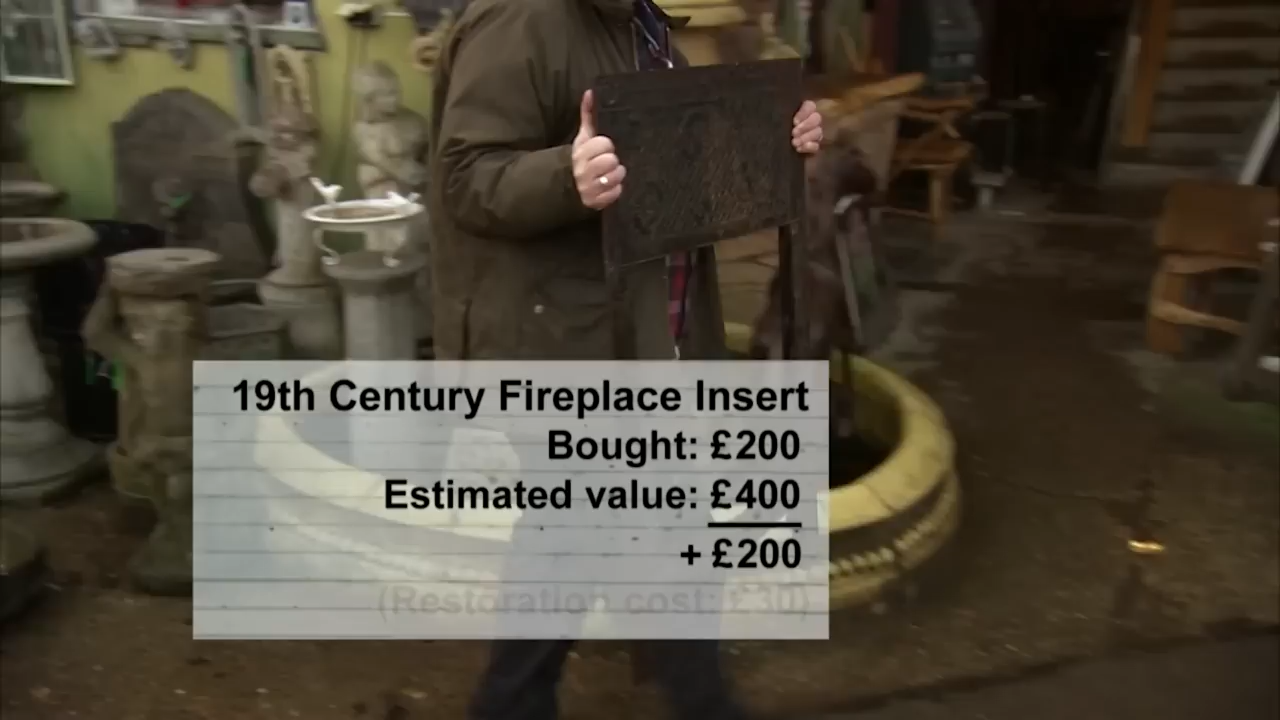 19th Century Fireplace Insert
Bought: £200
Estimated value: £400
+ £200
(Restoration cost: £30)